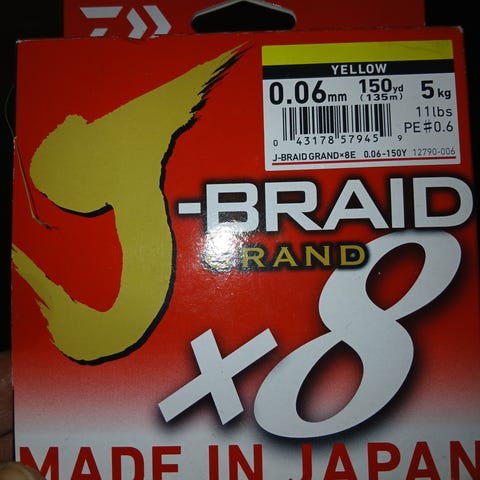 YELLOW
0.06mm 150yd (135m) 5kg
11lbs
PE#0.6
0 43178 57945 9
J-BRAID GRAND×8E 0.06-150Y 12790-006
J-BRAID
GRAND
×8
MADE IN JAPAN